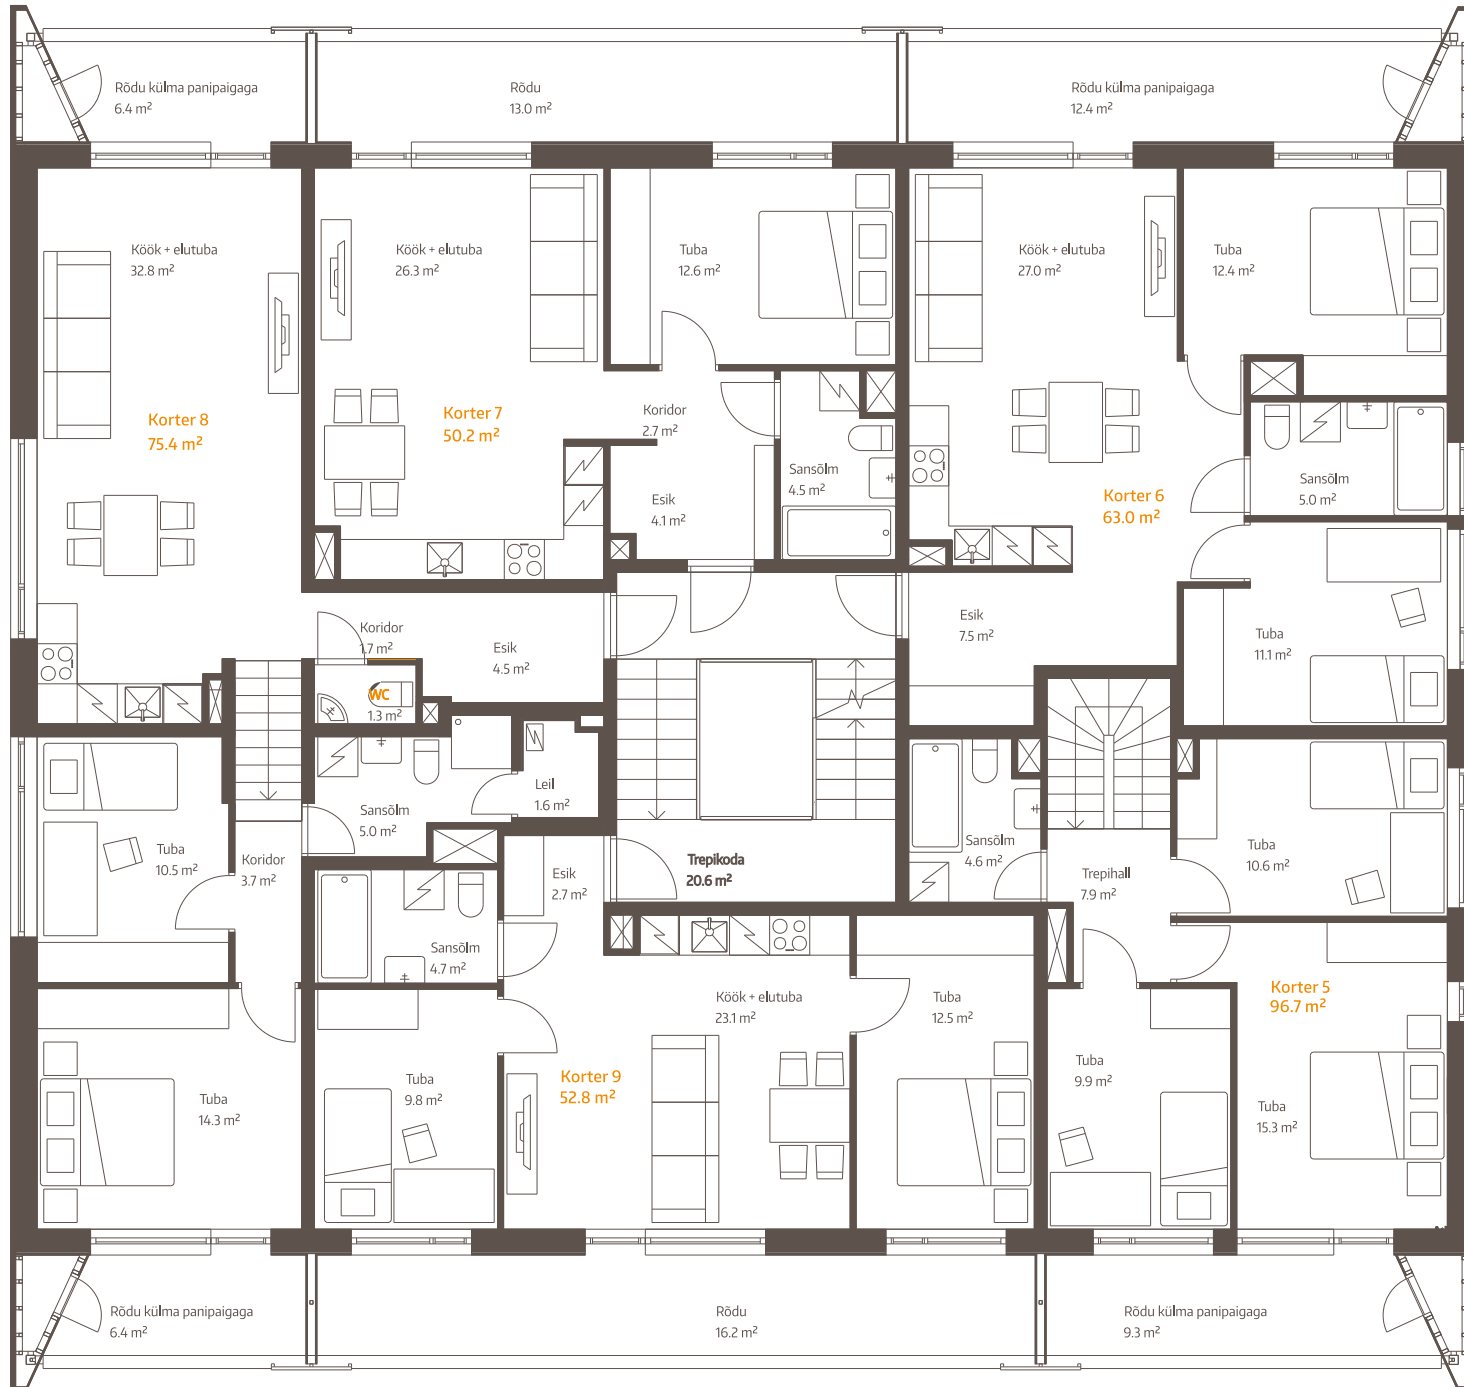 Rõdu külma panipaigaga
6.4 m²
Rõdu
13.0 m²
Rõdu külma panipaigaga
12.4 m²
Köök + elutuba
32.8 m²
Köök + elutuba
26.3 m²
Tuba
12.6 m²
Köök + elutuba
27.0 m²
Tuba
12.4 m²
Korter 8
75.4 m²
Korter 7
50.2 m²
Koridor
2.7 m²
Sansõlm
4.5 m²
Esik
4.1 m²
Korter 6
63.0 m²
Sansõlm
5.0 m²
Koridor
1.7 m²
Esik
4.5 m²
Esik
7.5 m²
Tuba
11.1 m²
WC
1.3 m²
Leil
1.6 m²
Sansõlm
5.0 m²
Tuba
10.5 m²
Koridor
3.7 m²
Esik
2.7 m²
Trepikoda
20.6 m²
Sansõlm
4.6 m²
Trepihall
7.9 m²
Tuba
10.6 m²
Sansõlm
4.7 m²
Köök + elutuba
23.1 m²
Tuba
12.5 m²
Korter 5
96.7 m²
Tuba
14.3 m²
Tuba
9.8 m²
Korter 9
52.8 m²
Tuba
9.9 m²
Tuba
15.3 m²
Rõdu külma panipaigaga
6.4 m²
Rõdu
16.2 m²
Rõdu külma panipaigaga
9.3 m²